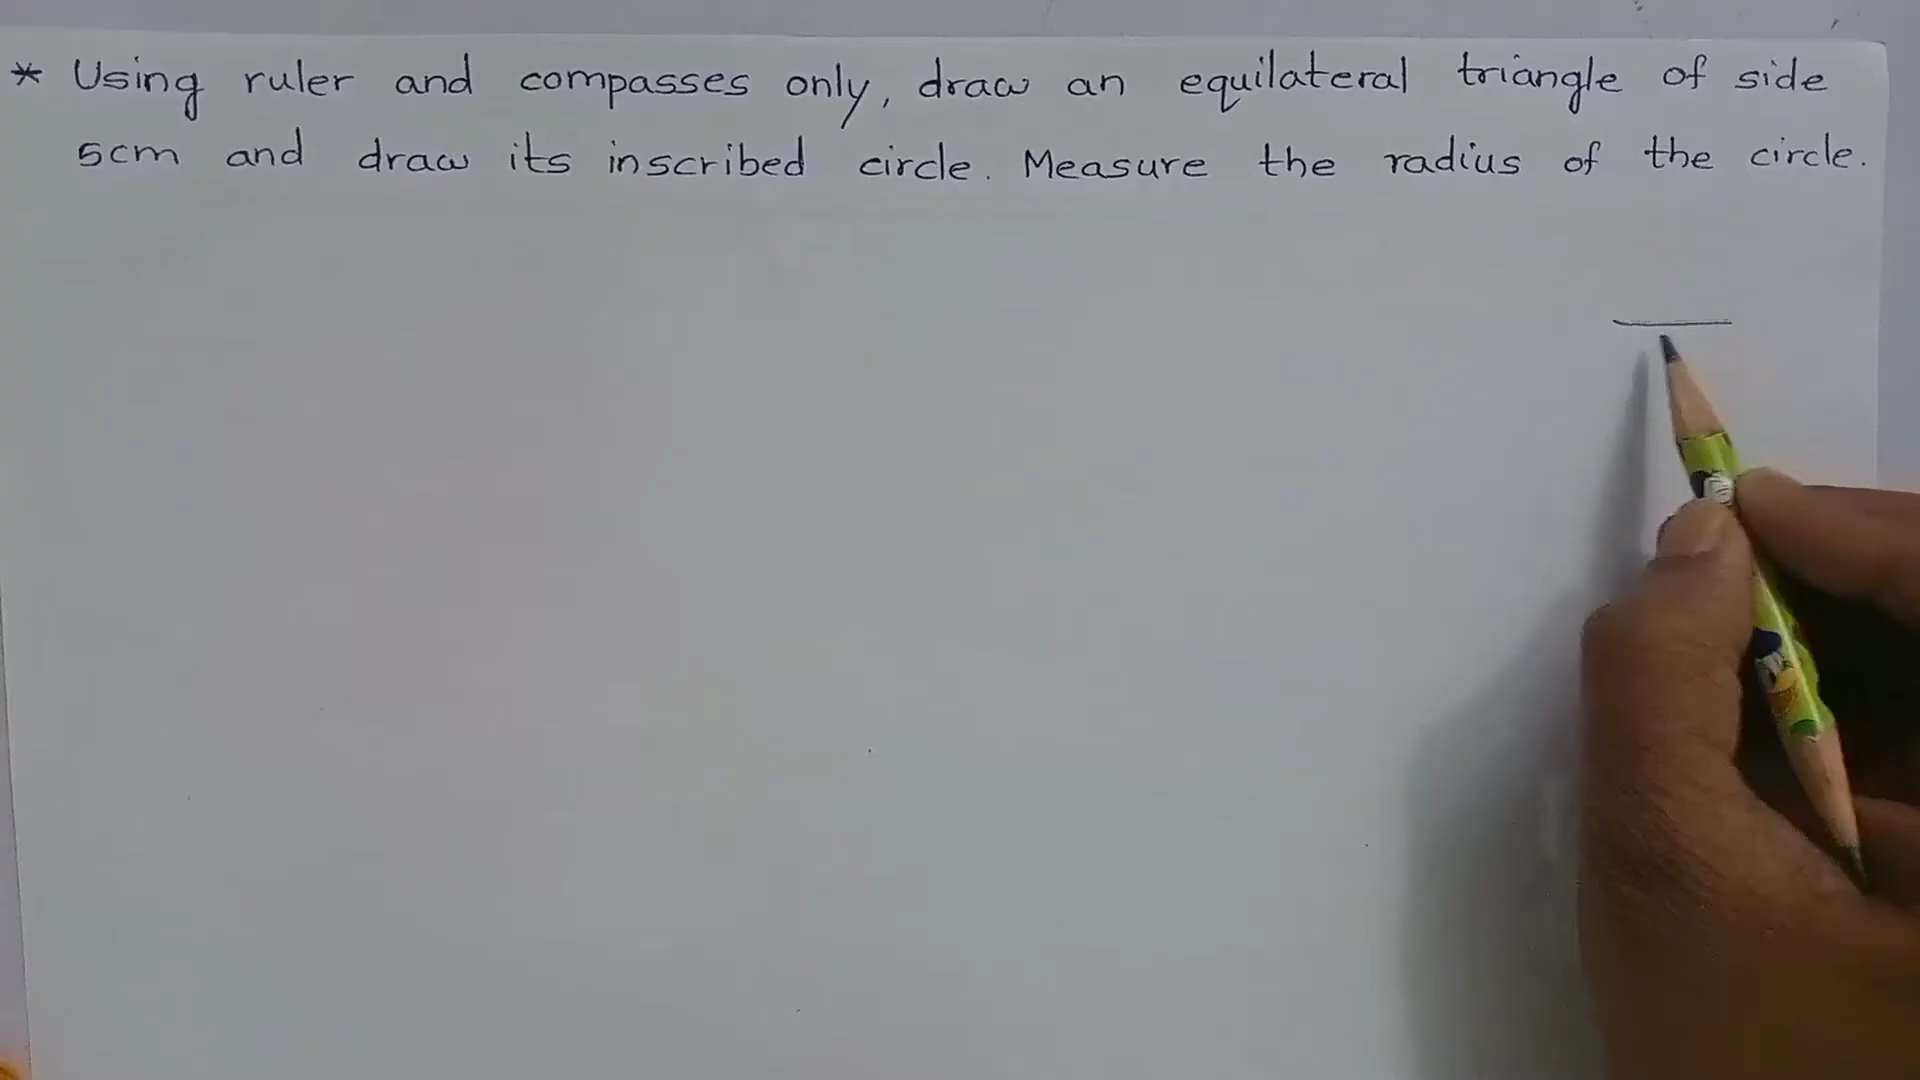 * Using ruler and compasses only, draw an equilateral triangle of side
5cm and draw its inscribed circle. Measure the radius of the circle.